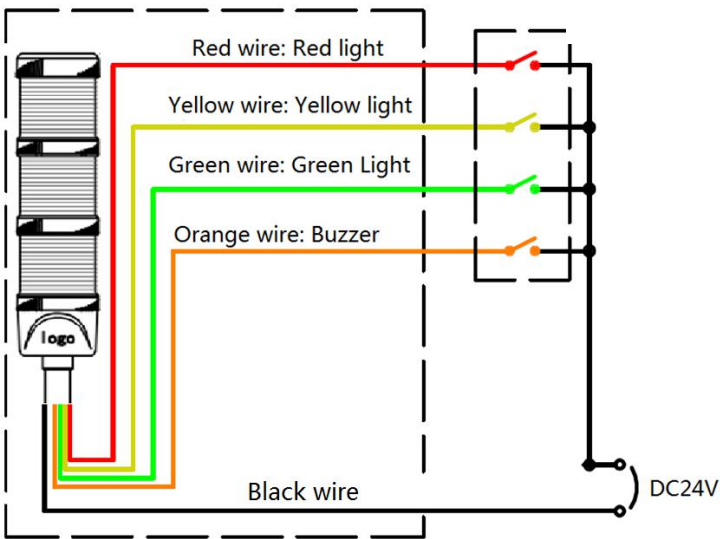 Red wire: Red light
Yellow wire: Yellow light
Green wire: Green Light
Orange wire: Buzzer
logo
Black wire
DC24V